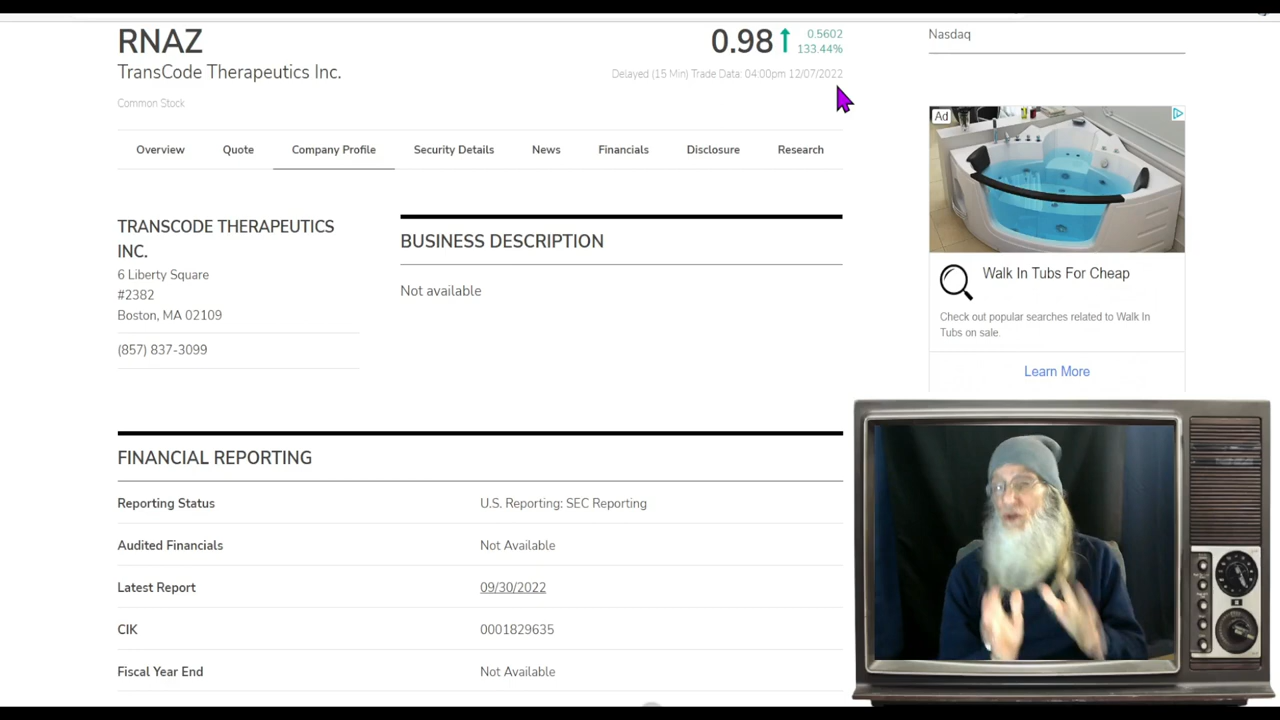 RNAZ
TransCode Therapeutics Inc.
Common Stock
0.98
0.5602
133.44%
Delayed (15 Min) Trade Data: 04:00pm 12/07/2022
Nasdaq
Overview
Quote
Company Profile
Security Details
News
Financials
Disclosure
Research
TRANSCODE THERAPEUTICS
INC.
6 Liberty Square
#2382
Boston, MA 02109
(857) 837-3099
BUSINESS DESCRIPTION
Not available
FINANCIAL REPORTING
Reporting Status U.S. Reporting: SEC Reporting
Audited Financials Not Available
Latest Report 09/30/2022
CIK 0001829635
Fiscal Year End Not Available
Ad
Walk In Tubs For Cheap
Check out popular searches related to Walk In
Tubs on sale.
Learn More